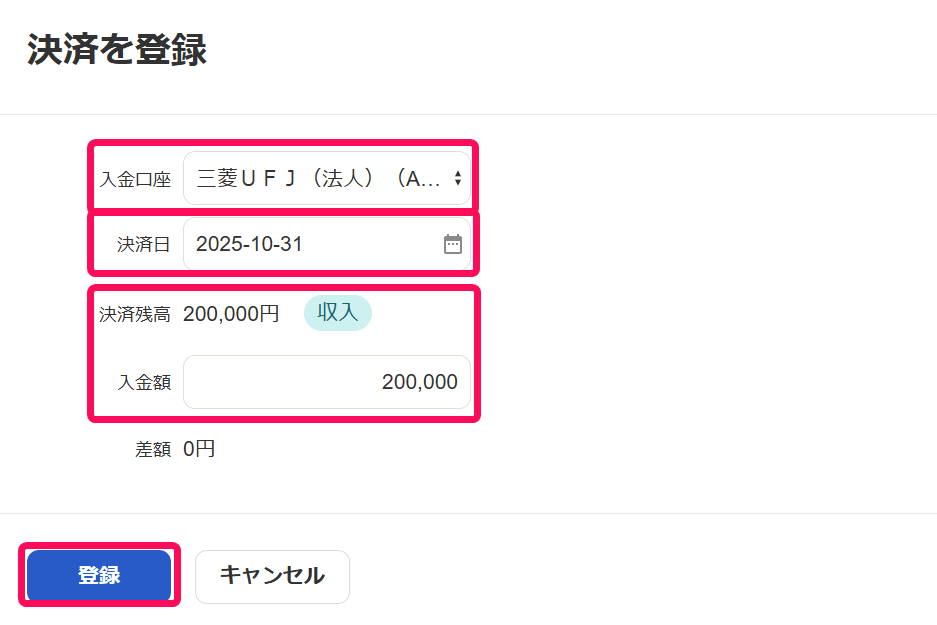 決済を登録
入金口座 三菱ＵＦＪ（法人）（A...
決済日 2025-10-31
決済残高 200,000円 収入
入金額 200,000
差額 0円
登録 キャンセル